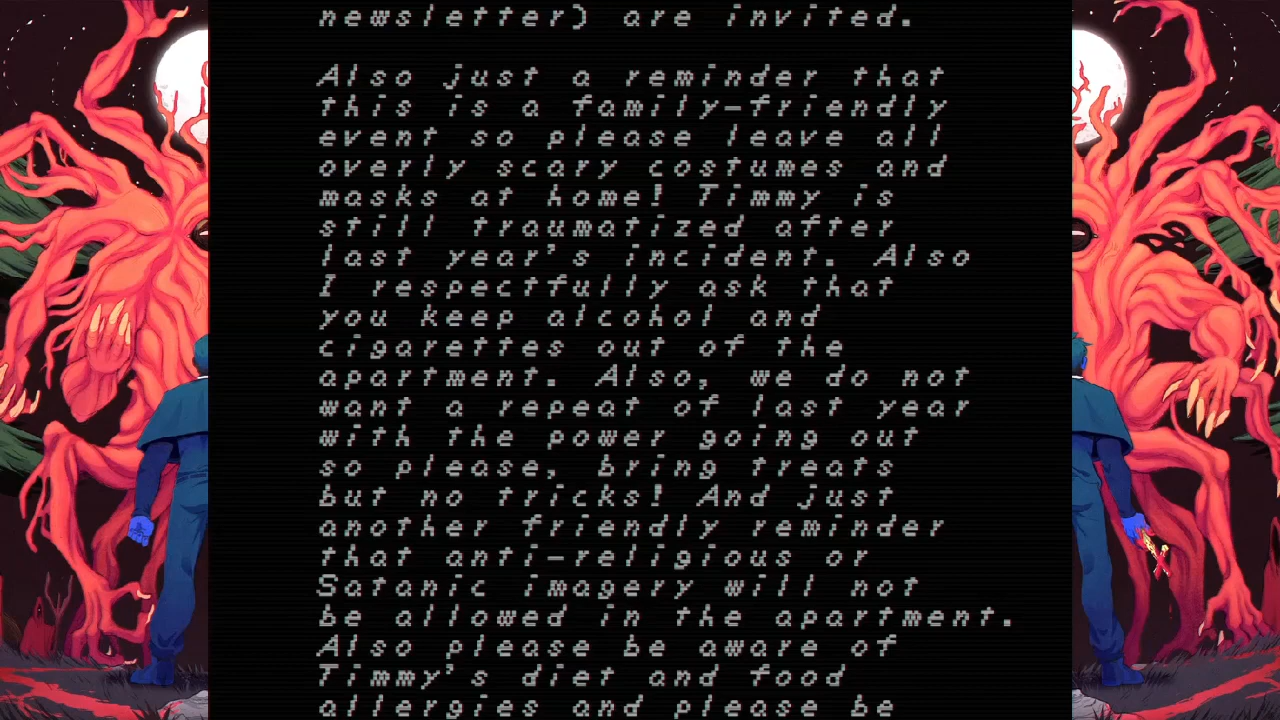 newsletter) are invited.
Also just a reminder that
this is a family-friendly
event so please leave all
overly scary costumes and
masks at home! Timmy is
still traumatized after
last year's incident. Also
I respectfully ask that
you keep alcohol and
cigarettes out of the
apartment. Also, we do not
want a repeat of last year
with the power going out
so please, bring treats
but no tricks! And just
another friendly reminder
that anti-religious or
Satanic imagery will not
be allowed in the apartment.
Also please be aware of
Timmy's diet and food
allergies and please be